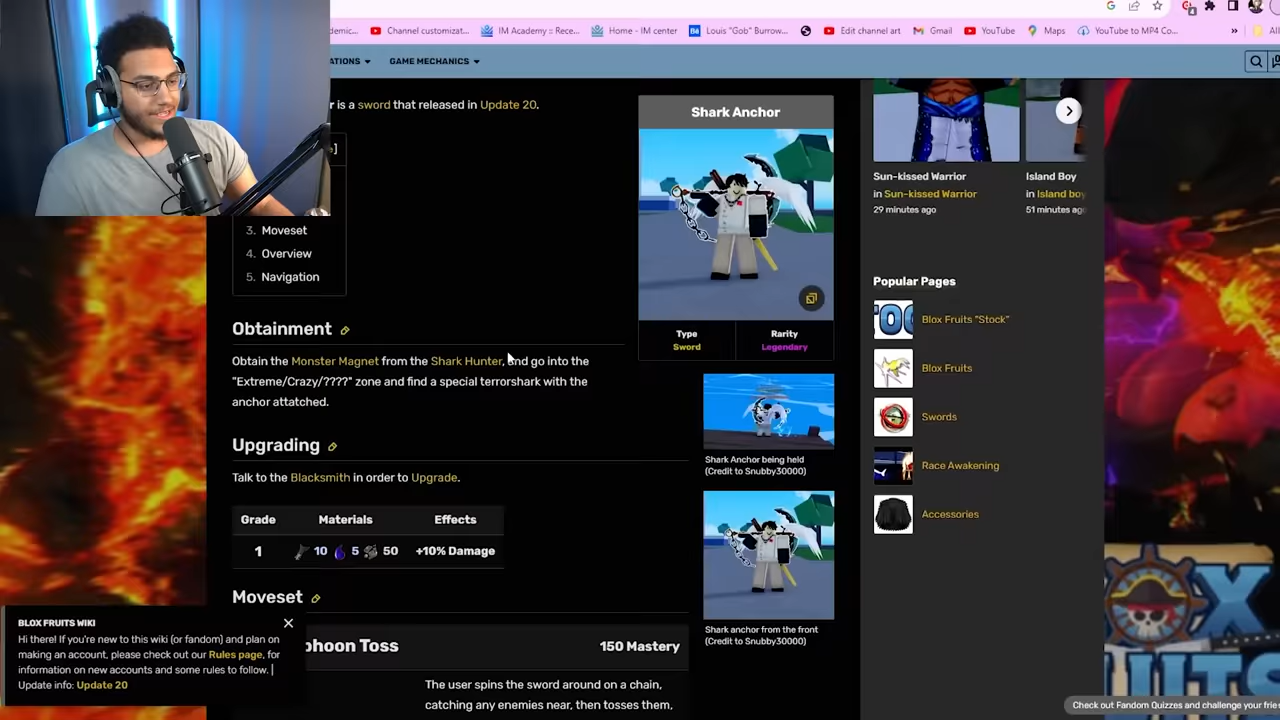 demic...
Channel customizat...
IM Academy :: Rece...
Home - IM center
Bē
Louis "Gob" Burrow...
Edit channel art
Gmail
YouTube
Maps
YouTube to MP4 Co...
»
All
ATIONS
GAME MECHANICS
r is a sword that released in Update 20.
]
3. Moveset
4. Overview
5. Navigation
Obtainment
Obtain the Monster Magnet from the Shark Hunter, and go into the
"Extreme/Crazy/????" zone and find a special terrorshark with the
anchor attatched.
Upgrading
Talk to the Blacksmith in order to Upgrade.
Grade Materials Effects
1 10 5 50 +10% Damage
Moveset
phoon Toss 150 Mastery
The user spins the sword around on a chain,
catching any enemies near, then tosses them,
Shark Anchor
Type
Sword
Rarity
Legendary
Shark Anchor being held
(Credit to Snubby30000)
Shark anchor from the front
(Credit to Snubby30000)
Sun-kissed Warrior
in Sun-kissed Warrior
29 minutes ago
Island Boy
in Island boy
51 minutes ago
Popular Pages
Blox Fruits "Stock"
Blox Fruits
Swords
Race Awakening
Accessories
BLOX FRUITS WIKI
Hi there! If you're new to this wiki (or fandom) and plan on
making an account, please check out our Rules page, for
information on new accounts and some rules to follow. |
Update info: Update 20
Check out Fandom Quizzes and challenge your frie